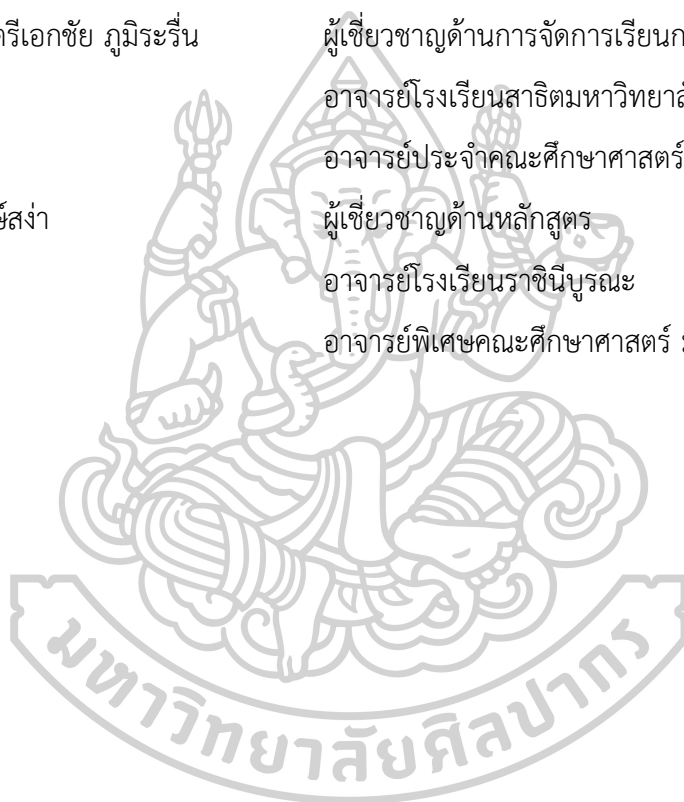 รีเอกชัย ภูมิระรื่น ผู้เชี่ยวชาญด้านการจัดการเรียน
อาจารย์โรงเรียนสาธิตมหาวิทยาลั
อาจารย์ประจำคณะศึกษาศาสตร์
ษ์สง่า ผู้เชี่ยวชาญด้านหลักสูตร
อาจารย์โรงเรียนราชินีบูรณะ
อาจารย์พิเศษคณะศึกษาศาสตร์
มหาวิทยาลัยศิลปากร